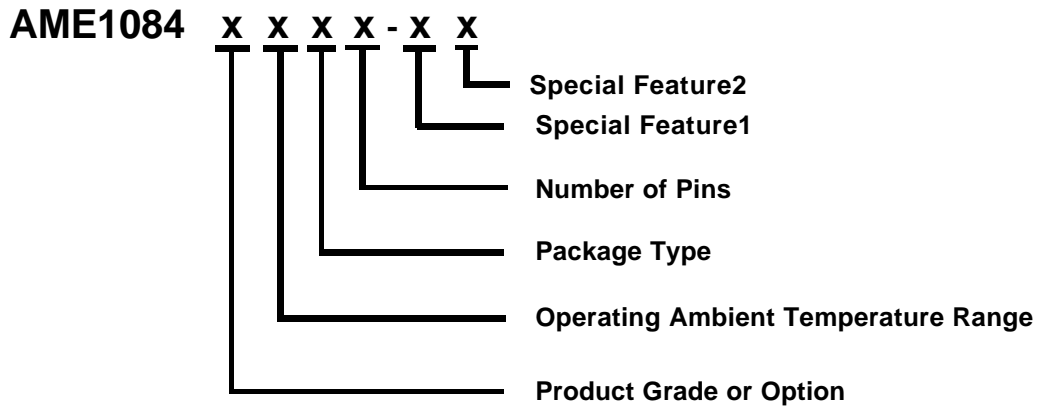 AME1084 x x x x - x x
Special Feature2
Special Feature1
Number of Pins
Package Type
Operating Ambient Temperature Range
Product Grade or Option